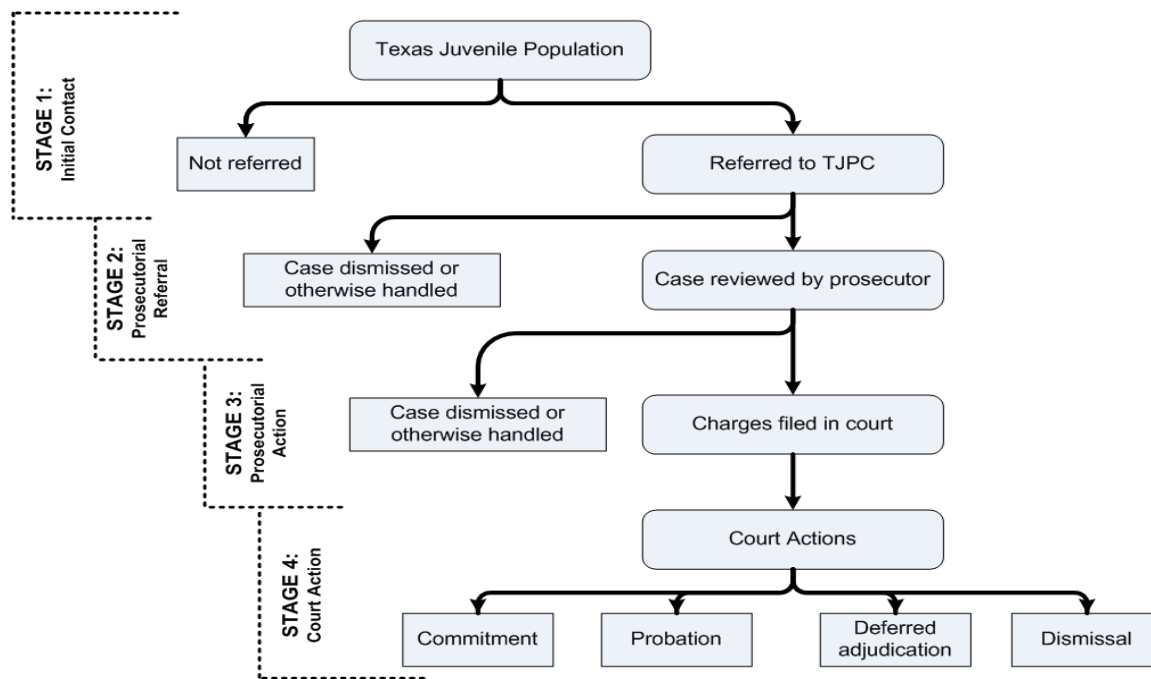 Texas Juvenile Population
STAGE 1:
Initial Contact
Not referred
Referred to TJPC
STAGE 2:
Prosecutorial
Referral
Case dismissed or
otherwise handled
Case reviewed by prosecutor
STAGE 3:
Prosecutorial
Action
Case dismissed or
otherwise handled
Charges filed in court
STAGE 4:
Court Action
Court Actions
Commitment
Probation
Deferred
adjudication
Dismissal